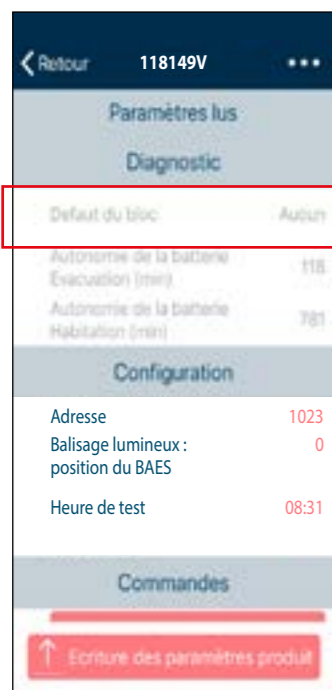 Retour 118149V ...
Paramètres lus
Diagnostic
Defaut du bloc Aucun
Autonomie de la batterie
Evacuation (min) 118
Autonomie de la batterie
Habitation (min) 781
Configuration
Adresse 1023
Balisage lumineux : 0
position du BAES
Heure de test 08:31
Commandes
Ecriture des paramètres produit